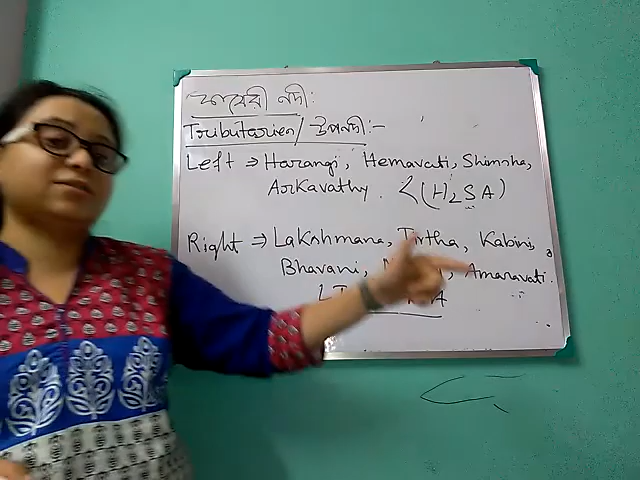 কাবেরী নদী:
Tributaries/ উপনদী:-
Left ⇒ Harangi, Hemavati, Shimsha,
Arkavathy. <(H₂SA)
Right ⇒ Lakshmana, Tirtha, Kabini,
Bhavani, Amaravati.